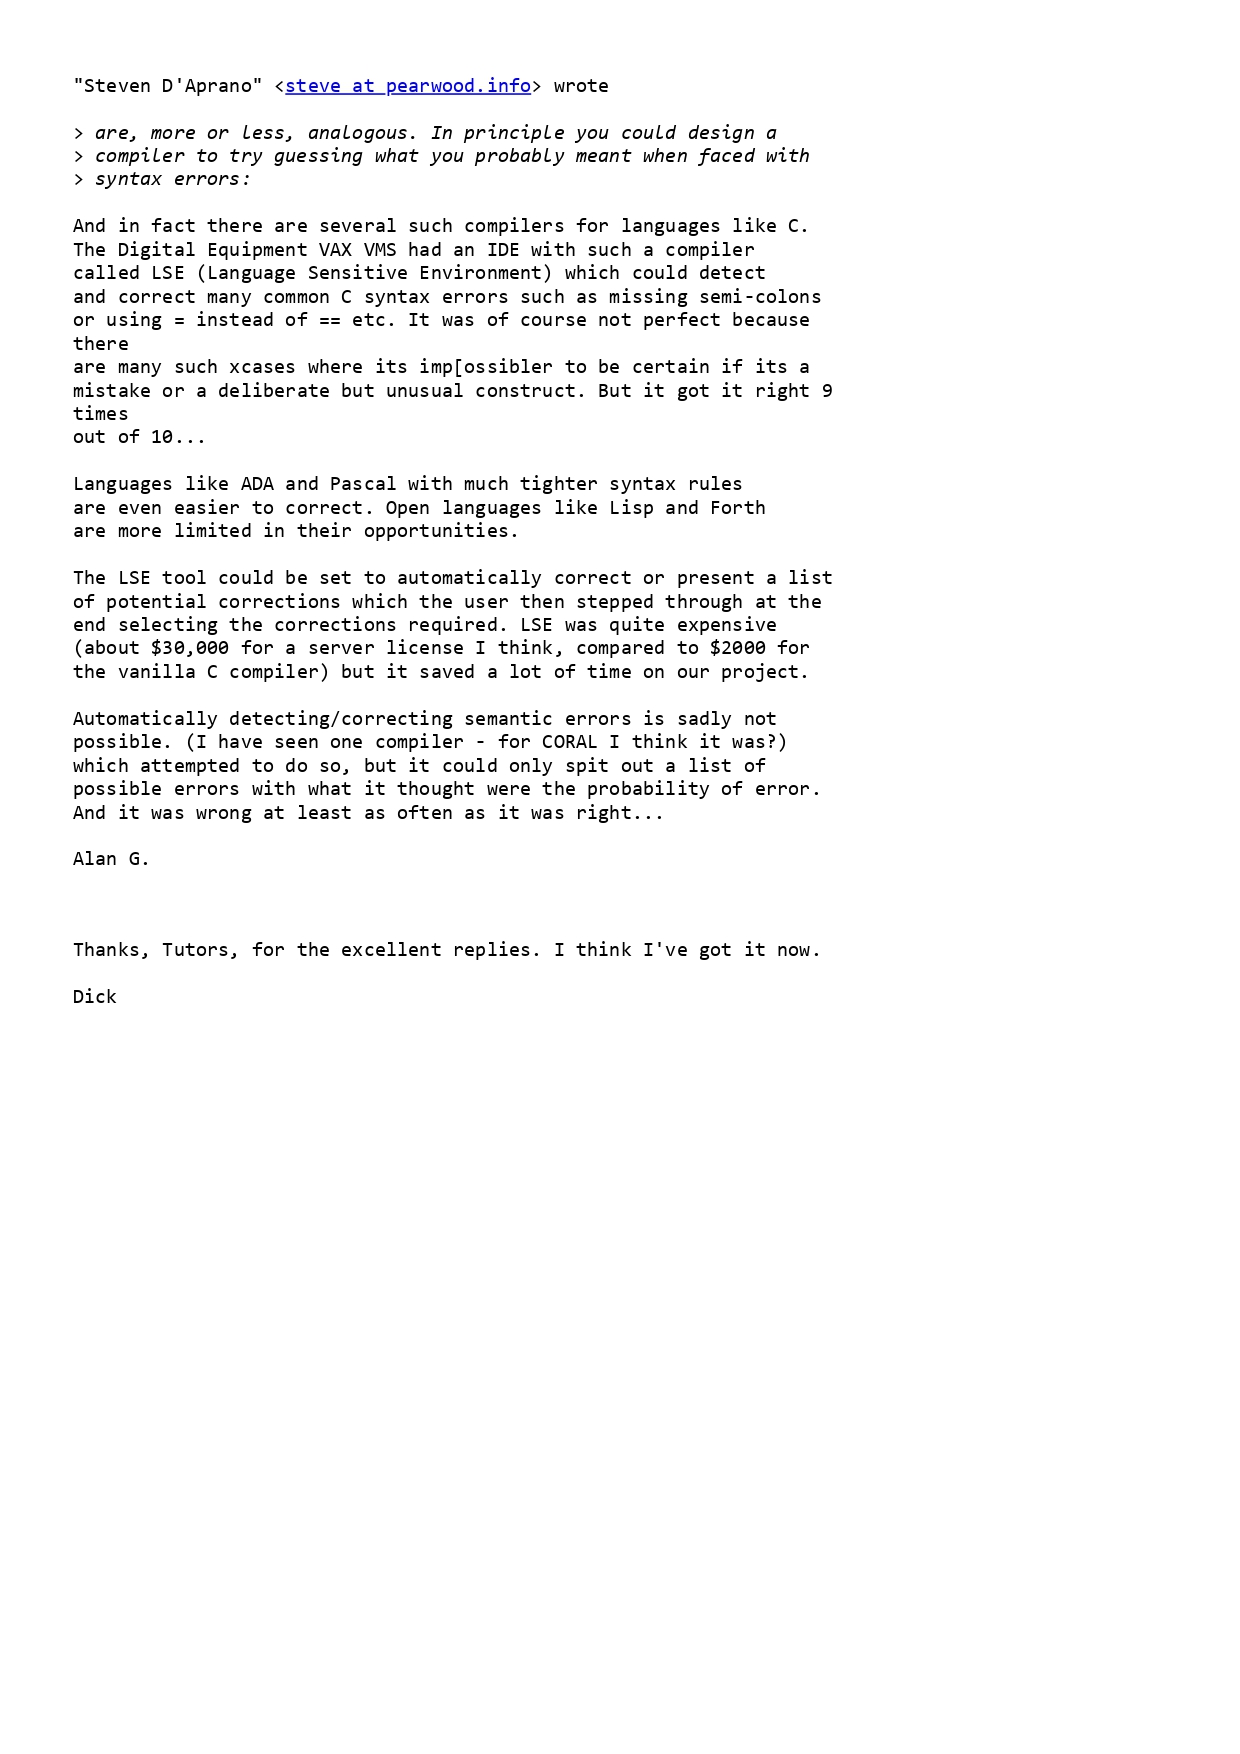 "Steven D'Aprano" <steve at pearwood.info> wrote
> are, more or less, analogous. In principle you could design a
> compiler to try guessing what you probably meant when faced with
> syntax errors:
And in fact there are several such compilers for languages like C.
The Digital Equipment VAX VMS had an IDE with such a compiler
called LSE (Language Sensitive Environment) which could detect
and correct many common C syntax errors such as missing semi-colons
or using = instead of == etc. It was of course not perfect because
there
are many such xcases where its imp[ossibler to be certain if its a
mistake or a deliberate but unusual construct. But it got it right 9
times
out of 10...
Languages like ADA and Pascal with much tighter syntax rules
are even easier to correct. Open languages like Lisp and Forth
are more limited in their opportunities.
The LSE tool could be set to automatically correct or present a list
of potential corrections which the user then stepped through at the
end selecting the corrections required. LSE was quite expensive
(about $30,000 for a server license I think, compared to $2000 for
the vanilla C compiler) but it saved a lot of time on our project.
Automatically detecting/correcting semantic errors is sadly not
possible. (I have seen one compiler - for CORAL I think it was?)
which attempted to do so, but it could only spit out a list of
possible errors with what it thought were the probability of error.
And it was wrong at least as often as it was right...
Alan G.
Thanks, Tutors, for the excellent replies. I think I've got it now.
Dick